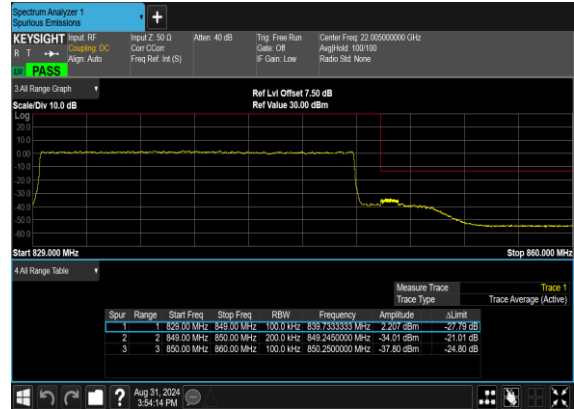 Spectrum Analyzer 1
Spurious Emissions
KEYSIGHT Input: RF Input Z: 50 Ω Atten: 40 dB Trig: Free Run Center Freq: 22.005000000 GHz
R T Coupling: DC Corr CCorr Gate: Off Avg|Hold: 100/100
Align: Auto Freq Ref: Int (S) IF Gain: Low Radio Std: None
PASS
3 All Range Graph Ref Lvl Offset 7.50 dB
Scale/Div 10.0 dB Ref Value 30.00 dBm
Log
20.0
10.0
0.00
-10.0
-20.0
-30.0
-40.0
-50.0
-60.0
Start 829.000 MHz Stop 860.000 MHz
4 All Range Table
Measure Trace Trace 1
Trace Type Trace Average (Active)
Spur Range Start Freq Stop Freq RBW Frequency Amplitude ΔLimit
1 1 829.00 MHz 849.00 MHz 100.0 kHz 839.7333333 MHz 2.207 dBm -27.79 dB
2 2 849.00 MHz 850.00 MHz 200.0 kHz 849.2450000 MHz -34.01 dBm -21.01 dB
3 3 850.00 MHz 860.00 MHz 100.0 kHz 850.2500000 MHz -37.80 dBm -24.80 dB
Aug 31, 2024
3:54:14 PM